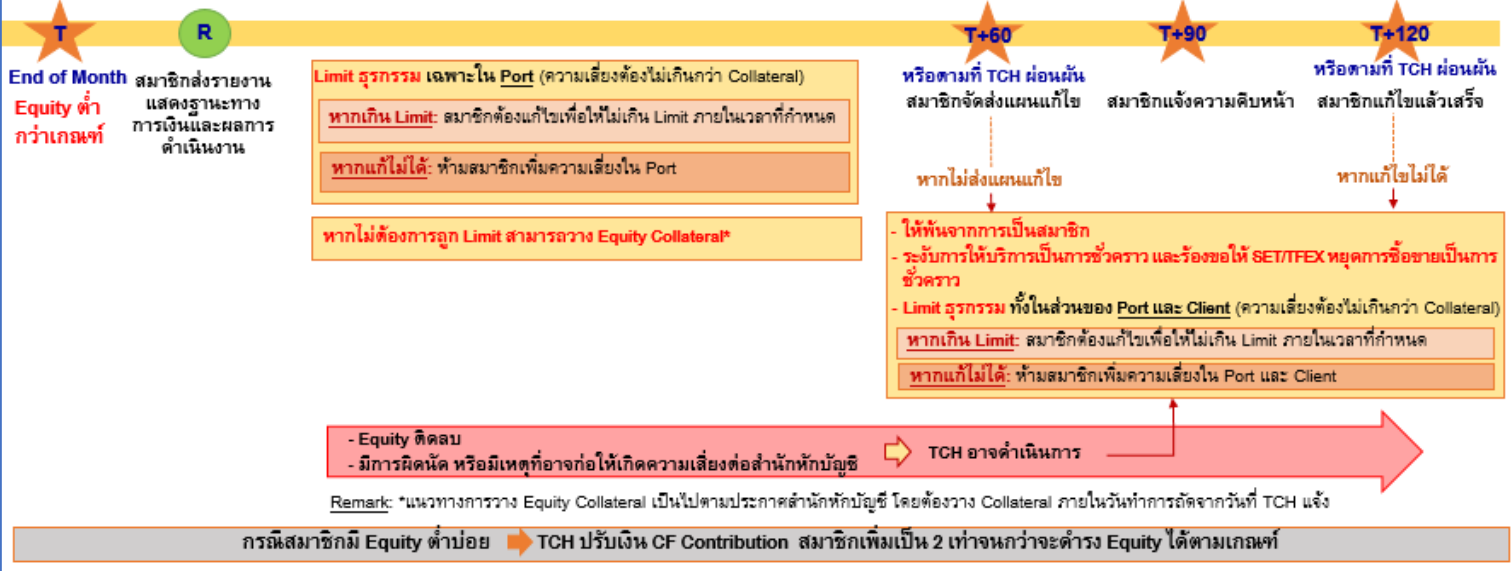 T
R
T+60
T+90
T+120
End of Month
Equity ต่ำ
กว่าเกณฑ์
สมาชิกส่งรายงาน
แสดงฐานะทาง
การเงินและผลการ
ดำเนินงาน
Limit ธุรกรรม เฉพาะใน Port (ความเสี่ยงต้องไม่เกินกว่า Collateral)
หากเกิน Limit: สมาชิกต้องแก้ไขเพื่อให้ไม่เกิน Limit ภายในเวลาที่กำหนด
หากแก้ไม่ได้: ห้ามสมาชิกเพิ่มความเสี่ยงใน Port
หากไม่ต้องการถูก Limit สามารถวาง Equity Collateral*
หรือตามที่ TCH ผ่อนผัน
สมาชิกจัดส่งแผนแก้ไข
สมาชิกแจ้งความคืบหน้า
หรือตามที่ TCH ผ่อนผัน
สมาชิกแก้ไขแล้วเสร็จ
หากไม่ส่งแผนแก้ไข
หากแก้ไขไม่ได้
- ให้พ้นจากการเป็นสมาชิก
- ระงับการให้บริการเป็นการชั่วคราว และร้องขอให้ SET/TFEX หยุดการซื้อขายเป็นการ
ชั่วคราว
- Limit ธุรกรรม ทั้งในส่วนของ Port และ Client (ความเสี่ยงต้องไม่เกินกว่า Collateral)
หากเกิน Limit: สมาชิกต้องแก้ไขเพื่อให้ไม่เกิน Limit ภายในเวลาที่กำหนด
หากแก้ไม่ได้: ห้ามสมาชิกเพิ่มความเสี่ยงใน Port และ Client
- Equity ติดลบ
- มีการผิดนัด หรือมีเหตุที่อาจก่อให้เกิดความเสี่ยงต่อสำนักหักบัญชี
TCH อาจดำเนินการ
Remark: *แนวทางการวาง Equity Collateral เป็นไปตามประกาศสำนักหักบัญชี โดยต้องวาง Collateral ภายในวันทำการถัดจากวันที่ TCH แจ้ง
กรณีสมาชิกมี Equity ต่ำบ่อย TCH ปรับเงิน CF Contribution สมาชิกเพิ่มเป็น 2 เท่าจนกว่าจะดำรง Equity ได้ตามเกณฑ์